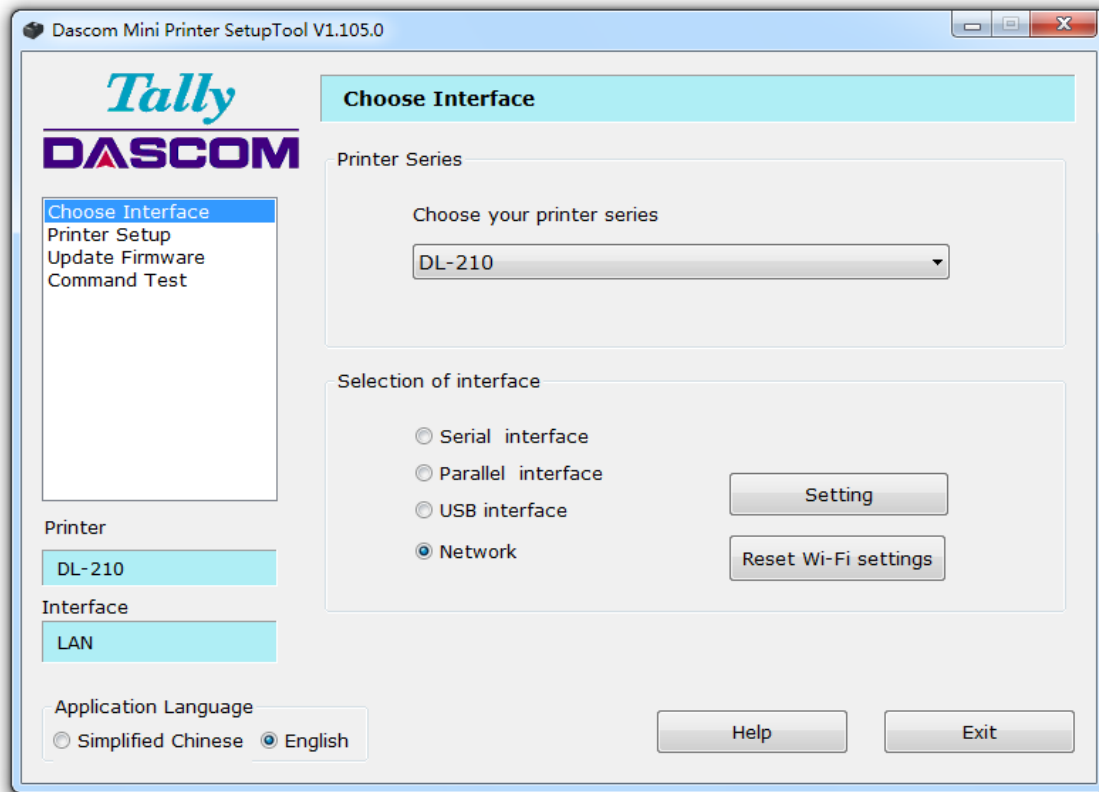 Dascom Mini Printer SetupTool V1.105.0
Tally
DASCOM
Choose Interface
Printer Setup
Update Firmware
Command Test
Printer
DL-210
Interface
LAN
Application Language
Simplified Chinese
English
Choose Interface
Printer Series
Choose your printer series
DL-210
Selection of interface
Serial interface
Parallel interface
USB interface
Network
Setting
Reset Wi-Fi settings
Help
Exit